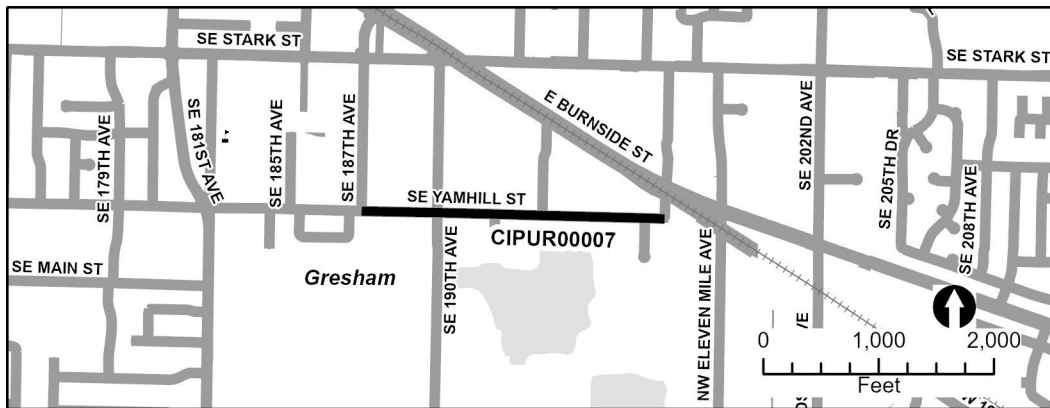 SE STARK ST
SE STARK ST
E BURNSIDE ST
SE 179TH AVE
SE 181ST AVE
SE 185TH AVE
SE 187TH AVE
SE 202ND AVE
SE 205TH DR
SE 208TH AVE
SE YAMHILL ST
CIPUR00007
SE MAIN ST
Gresham
SE 190TH AVE
NW ELEVEN MILE AVE
0 1,000 2,000
Feet